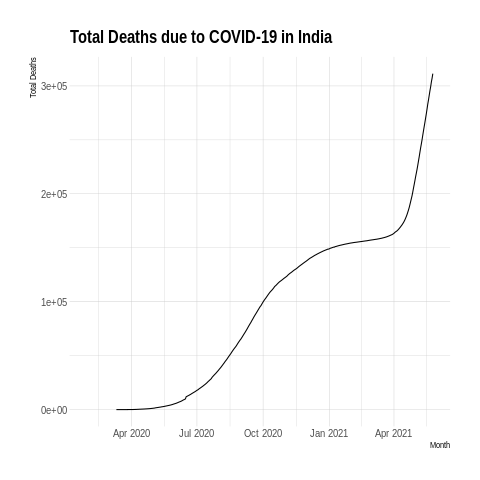 Total Deaths due to COVID-19 in India
Total Deaths
3e+05
2e+05
1e+05
0e+00
Apr 2020 Jul 2020 Oct 2020 Jan 2021 Apr 2021
Month